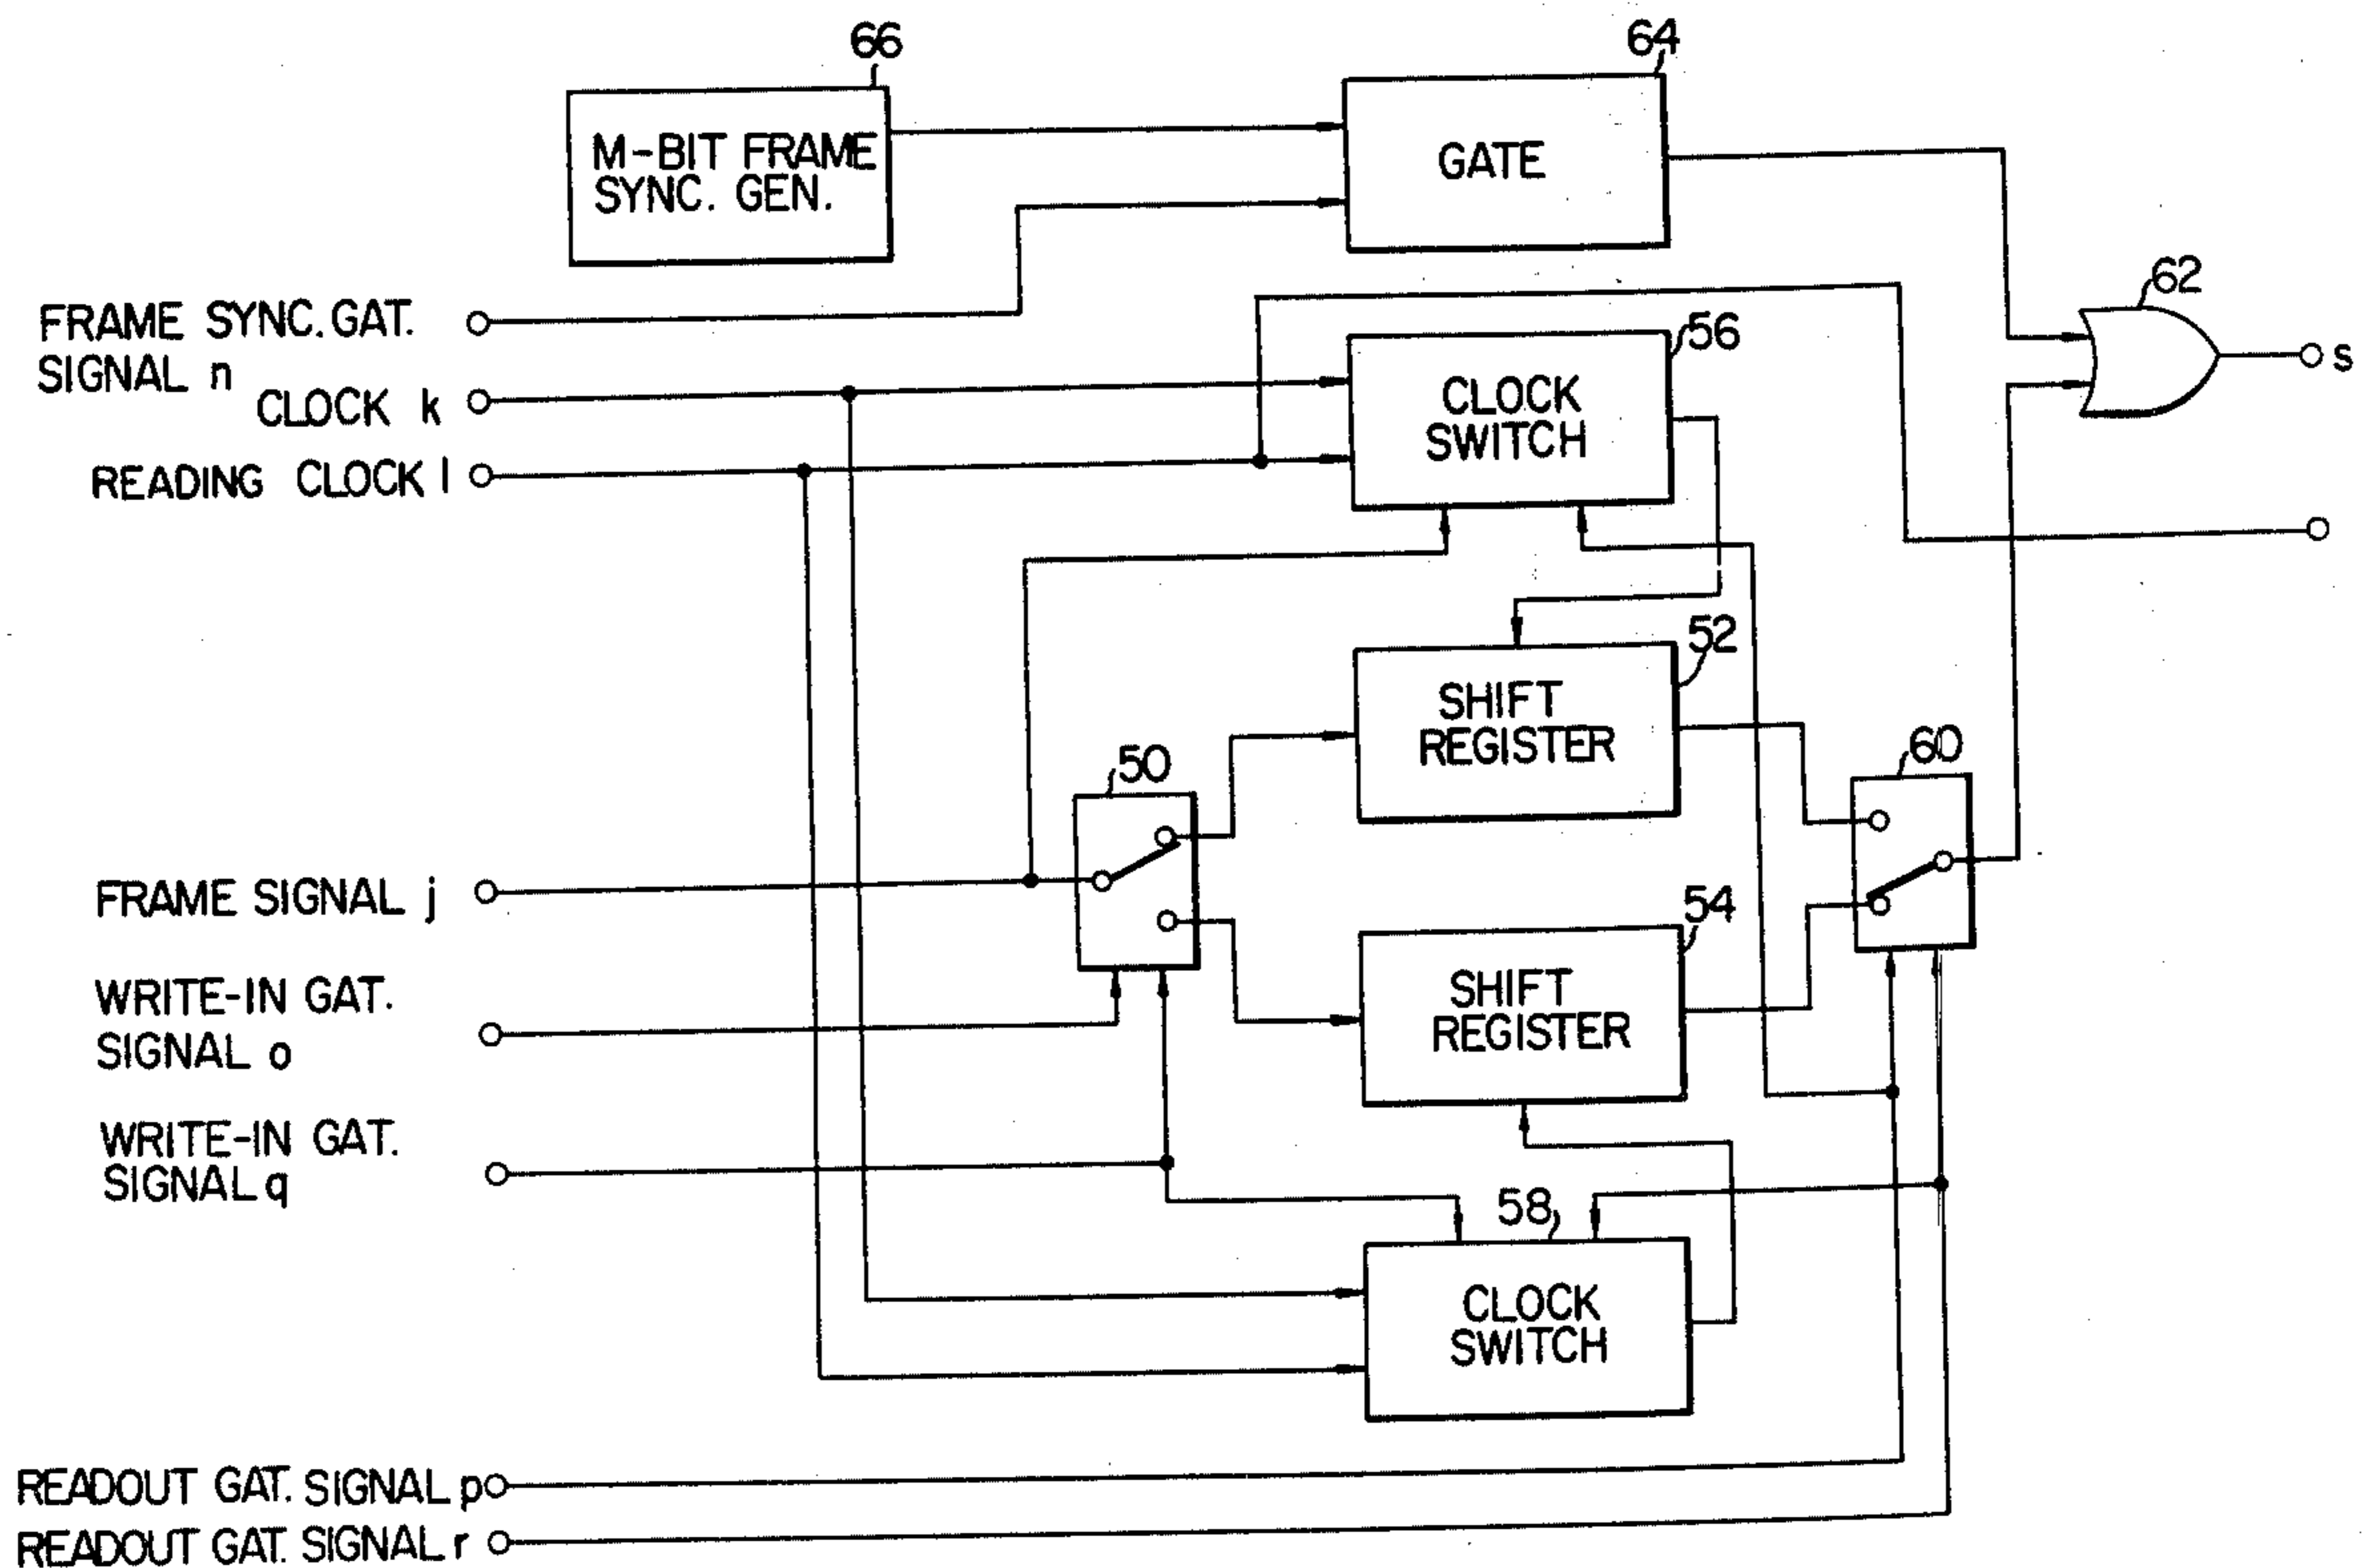 66
64
M-BIT FRAME
SYNC. GEN.
GATE
62
FRAME SYNC. GAT.
SIGNAL n
56
s
CLOCK k
CLOCK
SWITCH
READING CLOCK l
52
SHIFT
REGISTER
50
60
FRAME SIGNAL j
54
WRITE-IN GAT.
SIGNAL o
SHIFT
REGISTER
WRITE-IN GAT.
SIGNAL q
58
CLOCK
SWITCH
READOUT GAT. SIGNAL p
READOUT GAT. SIGNAL r